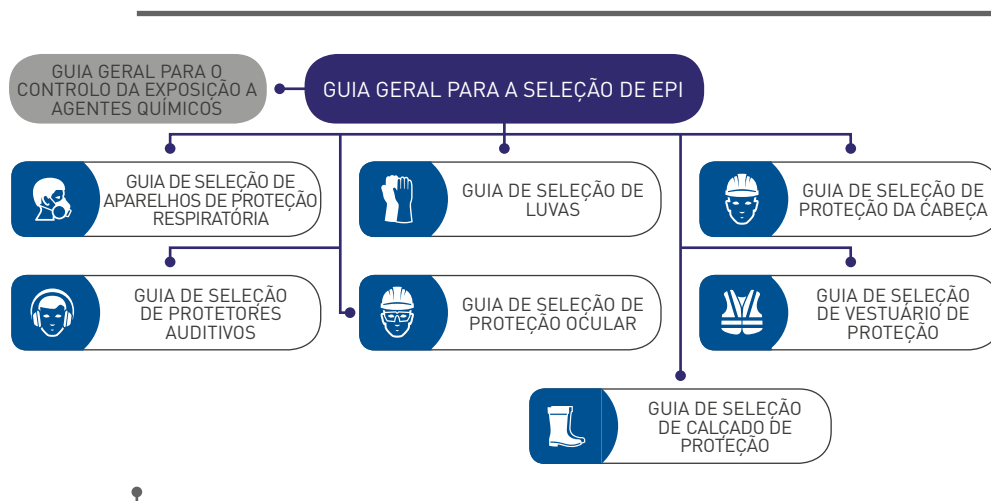 GUIA GERAL PARA O
CONTROLO DA EXPOSIÇÃO A
AGENTES QUÍMICOS
GUIA GERAL PARA A SELEÇÃO DE EPI
GUIA DE SELEÇÃO DE
APARELHOS DE PROTEÇÃO
RESPIRATÓRIA
GUIA DE SELEÇÃO DE
LUVAS
GUIA DE SELEÇÃO DE
PROTEÇÃO DA CABEÇA
GUIA DE SELEÇÃO
DE PROTETORES
AUDITIVOS
GUIA DE SELEÇÃO DE
PROTEÇÃO OCULAR
GUIA DE SELEÇÃO
DE VESTUÁRIO DE
PROTEÇÃO
GUIA DE SELEÇÃO
DE CALÇADO DE
PROTEÇÃO